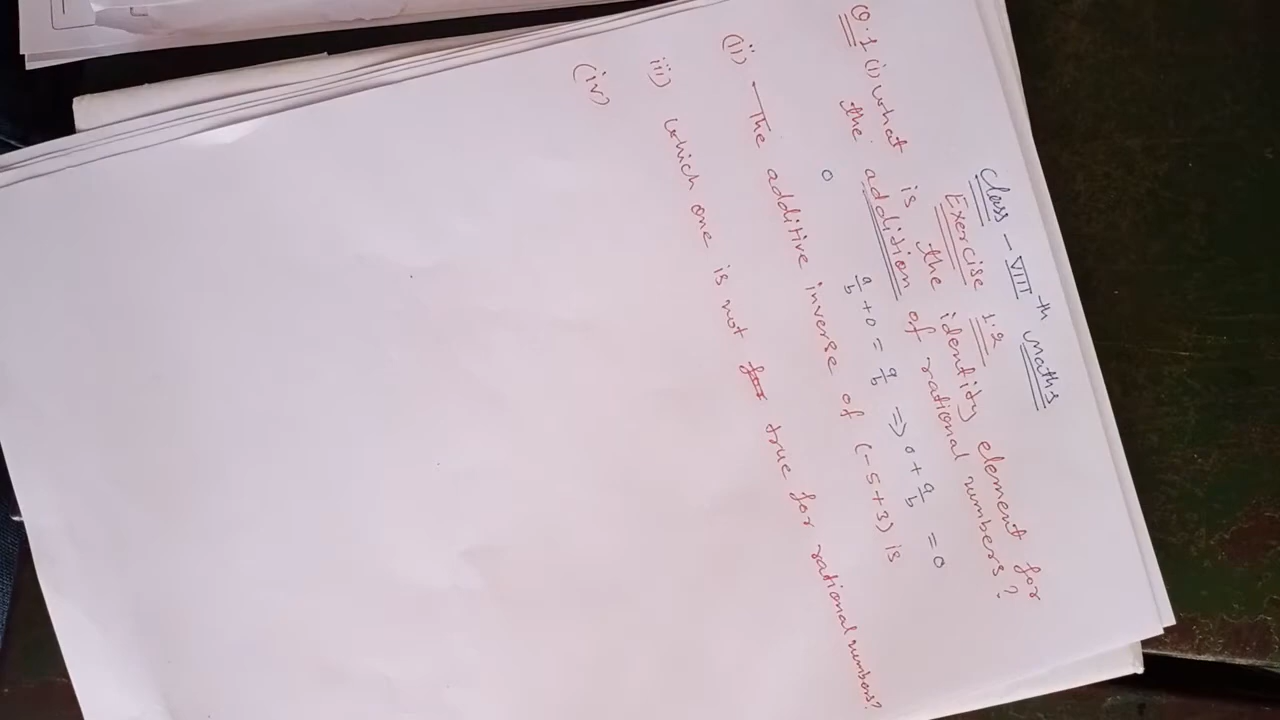 Class - VIIIth Maths
Exercise 1.2
Q.1 (i) what is the identity element for
the addition of rational numbers?
0 a/b + 0 = a/b => 0 + a/b = 0
(ii) The additive inverse of (-5+3) is
iii) which one is not for true for rational numbers?
(iv)